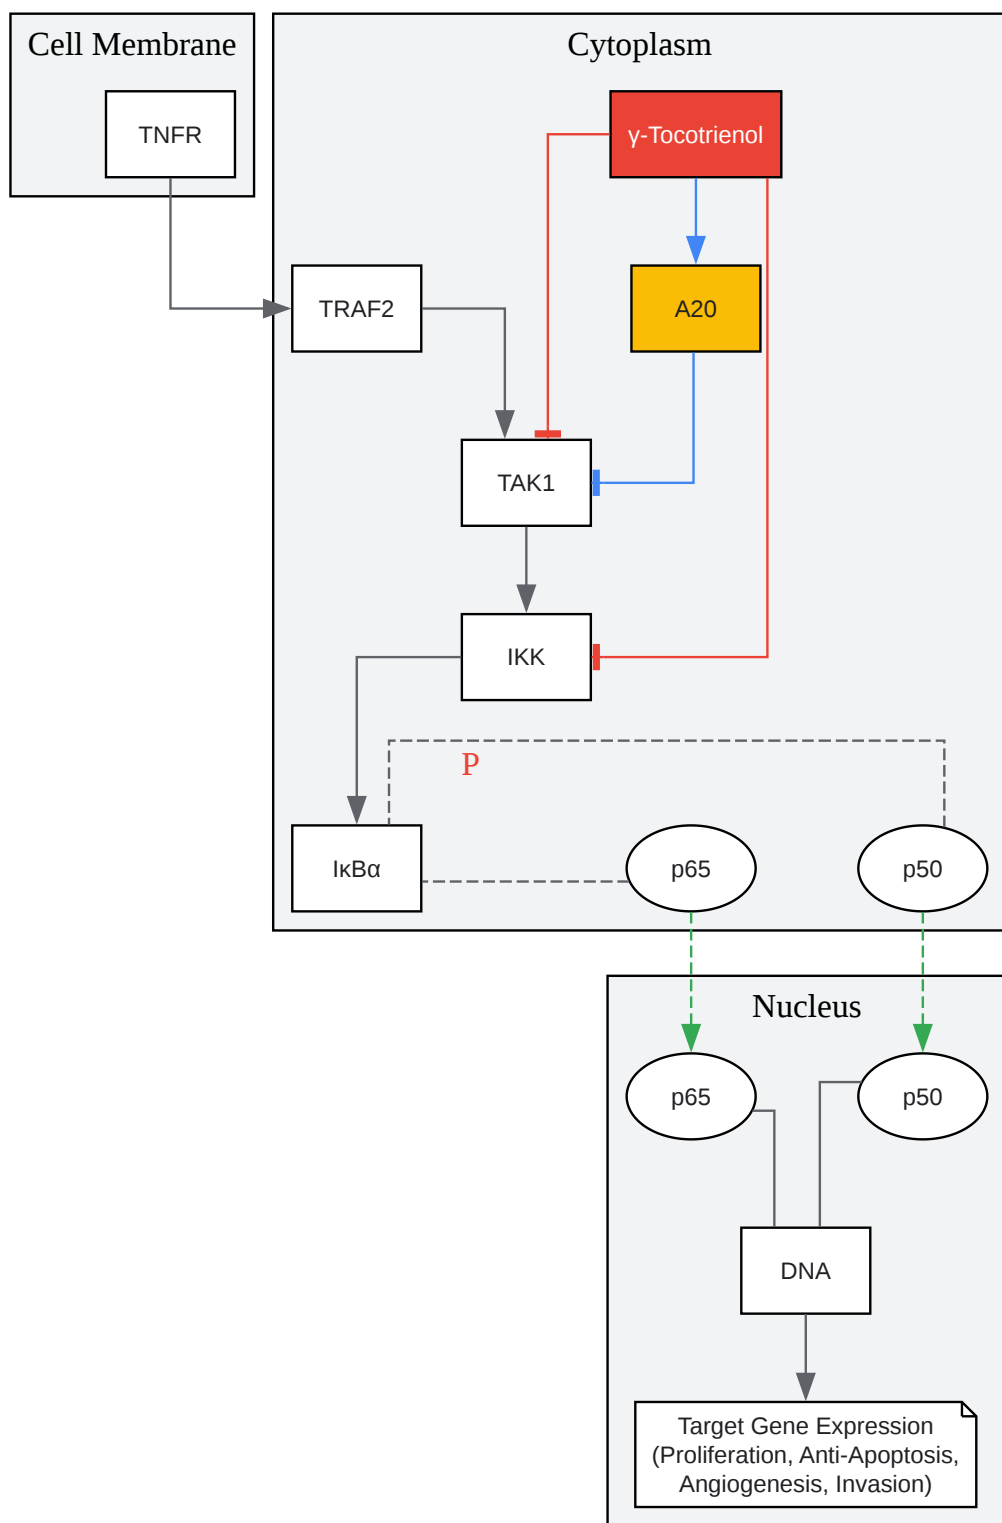 Cell Membrane
Cytoplasm
TNFR
γ-Tocotrienol
TRAF2
A20
TAK1
IKK
P
IκBα
p65
p50
Nucleus
p65
p50
DNA
Target Gene Expression
(Proliferation, Anti-Apoptosis,
Angiogenesis, Invasion)